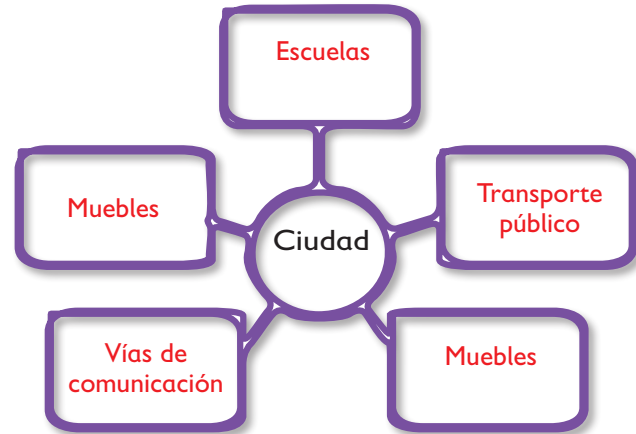 Escuelas
Muebles
Transporte
público
Ciudad
Vías de
comunicación
Muebles